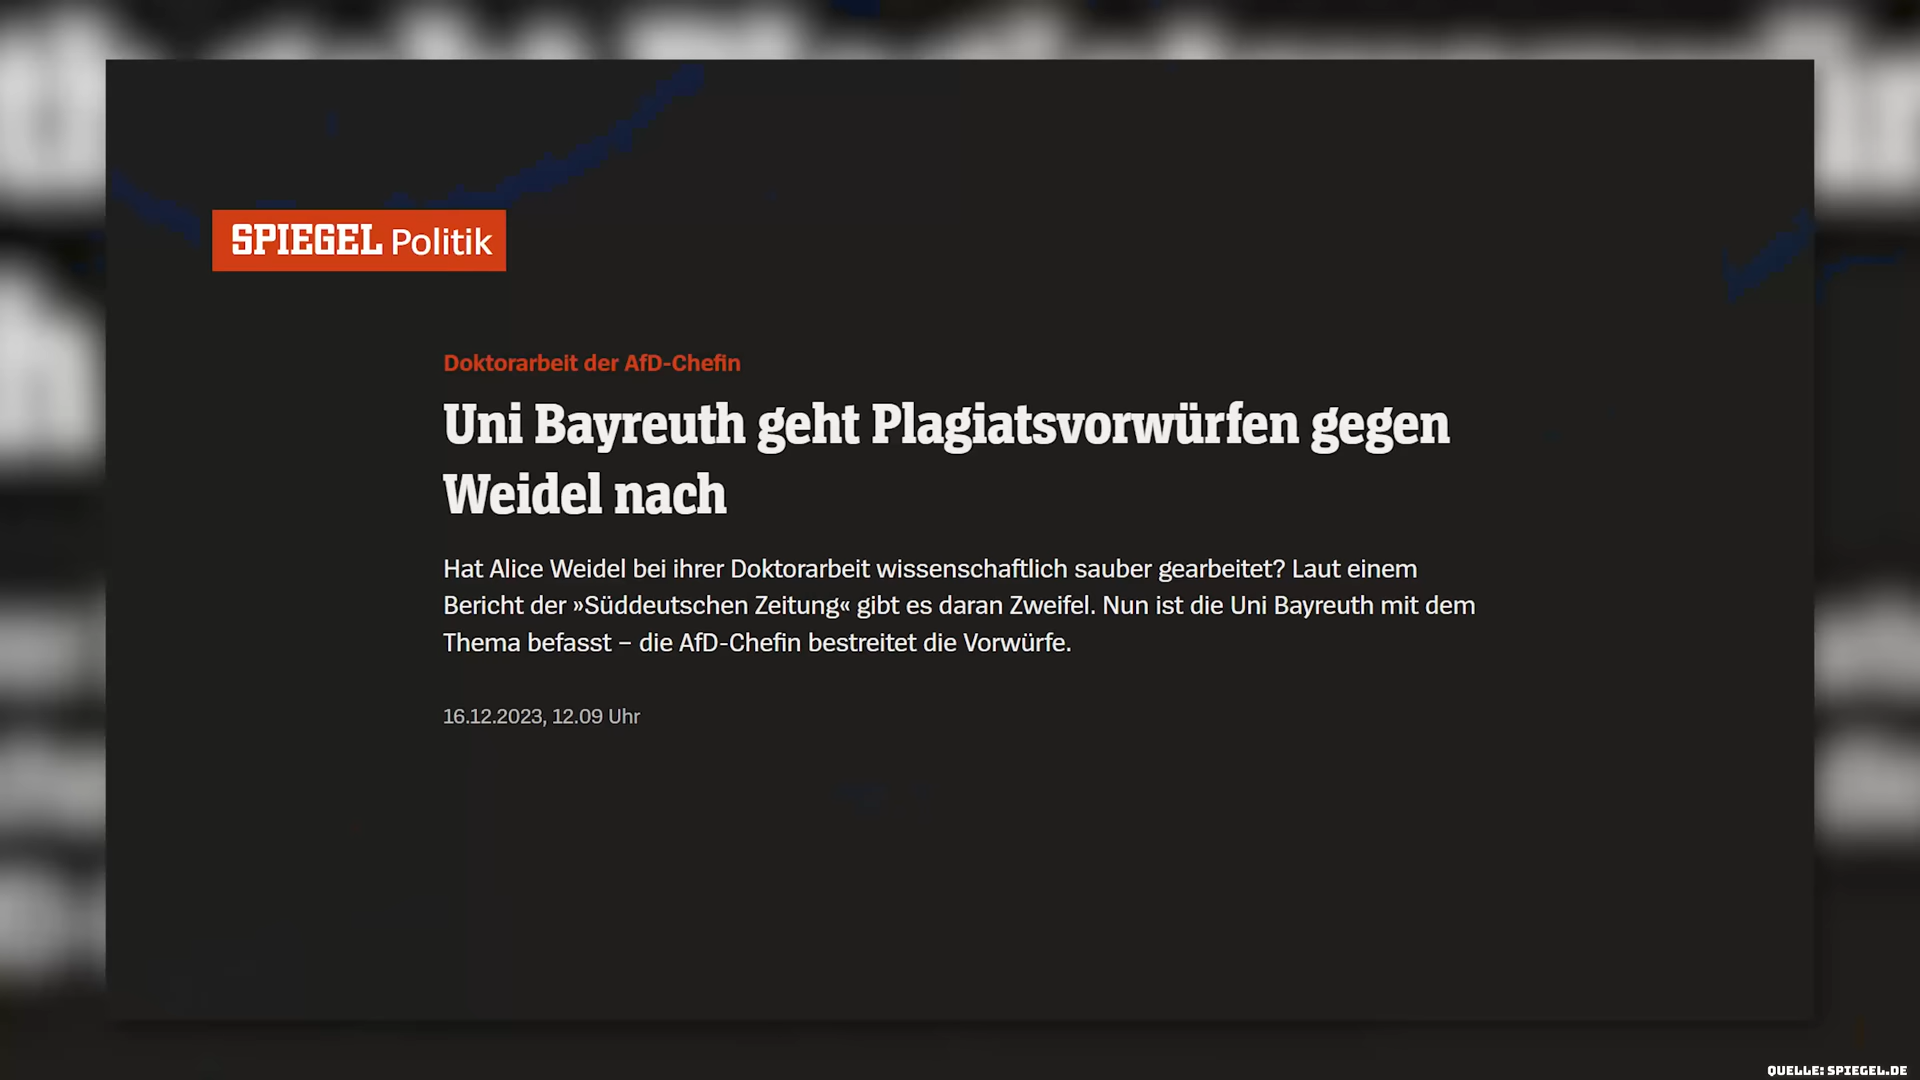 SPIEGEL Politik
Doktorarbeit der AfD-Chefin
Uni Bayreuth geht Plagiatsvorwürfen gegen
Weidel nach
Hat Alice Weidel bei ihrer Doktorarbeit wissenschaftlich sauber gearbeitet? Laut einem
Bericht der »Süddeutschen Zeitung« gibt es daran Zweifel. Nun ist die Uni Bayreuth mit dem
Thema befasst – die AfD-Chefin bestreitet die Vorwürfe.
16.12.2023, 12.09 Uhr
QUELLE: SPIEGEL.DE